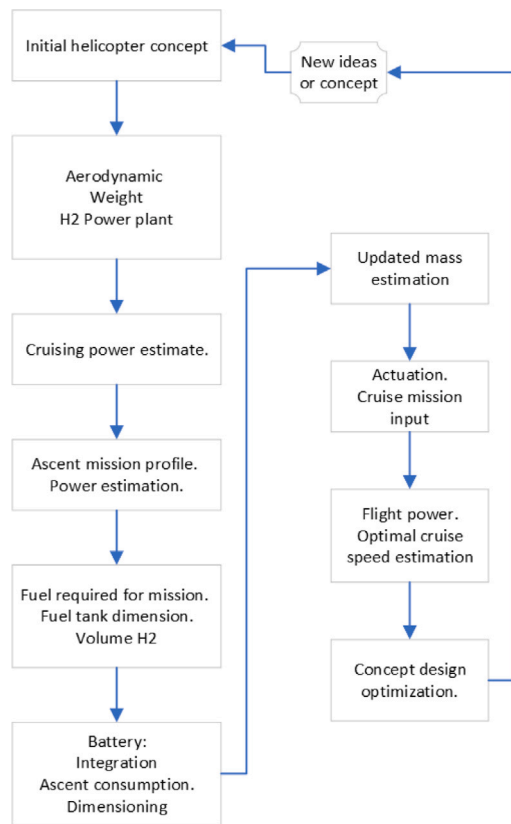 Initial helicopter concept
New ideas
or concept
Aerodynamic
Weight
H2 Power plant
Cruising power estimate.
Ascent mission profile.
Power estimation.
Fuel required for mission.
Fuel tank dimension.
Volume H2
Battery:
Integration
Ascent consumption.
Dimensioning
Updated mass
estimation
Actuation.
Cruise mission
input
Flight power.
Optimal cruise
speed estimation
Concept design
optimization.